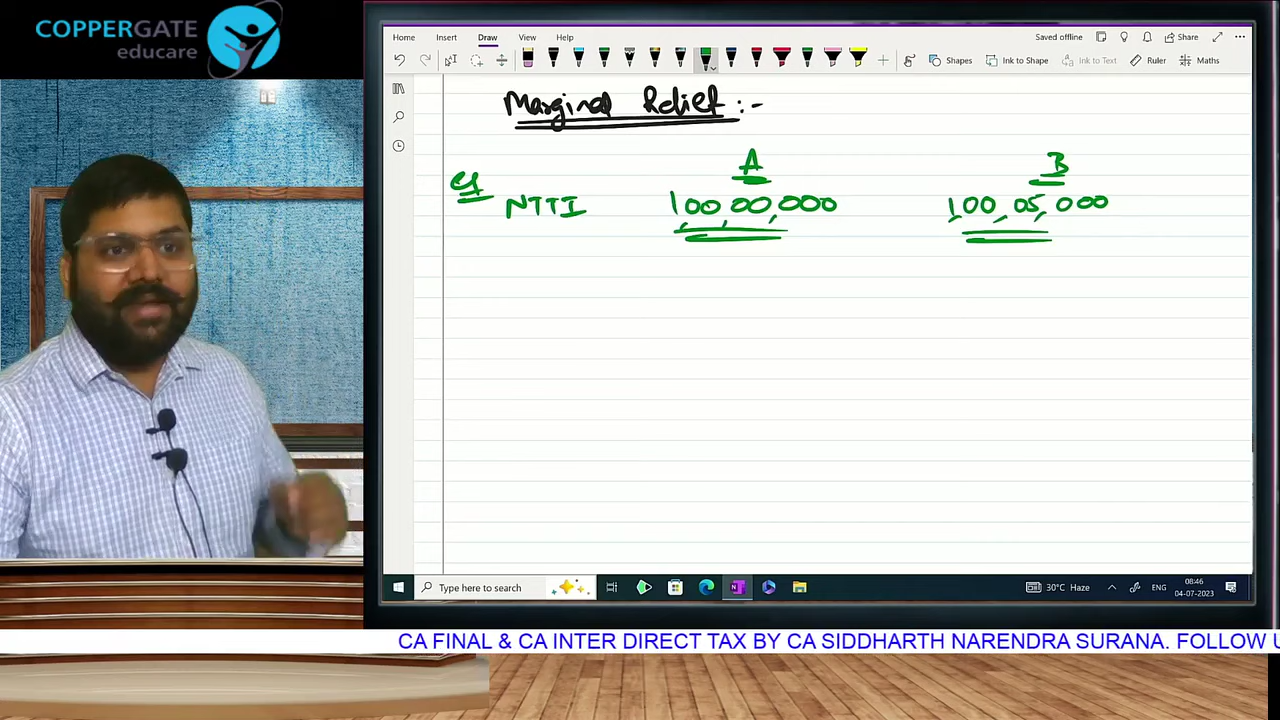 COPPERGATE
educare
Home Insert Draw View Help
Saved offline Share
Shapes Ink to Shape Ink to Text Ruler Maths
Marginal Relief :-
A B
eg NTTI 100,00,000 1,00,05,000
Type here to search
30°C Haze ENG 08:46 04-07-2023
CA FINAL & CA INTER DIRECT TAX BY CA SIDDHARTH NARENDRA SURANA. FOLLOW U